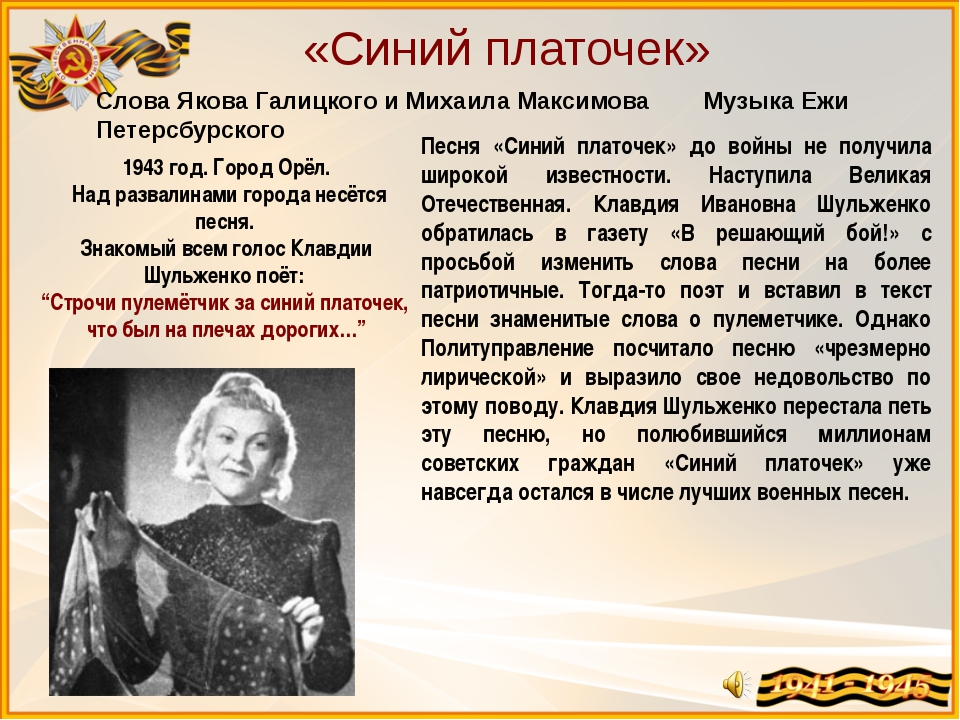 «Синий платочек»
Слова Якова Галицкого и Михаила Максимова Музыка Ежи
Петерсбурского
1943 год. Город Орёл.
Над развалинами города несётся
песня.
Знакомый всем голос Клавдии
Шульженко поёт:
“Строчи пулемётчик за синий платочек,
что был на плечах дорогих…”
Песня «Синий платочек» до войны не получила
широкой известности. Наступила Великая
Отечественная. Клавдия Ивановна Шульженко
обратилась в газету «В решающий бой!» с
просьбой изменить слова песни на более
патриотичные. Тогда-то поэт и вставил в текст
песни знаменитые слова о пулеметчике. Однако
Политуправление посчитало песню «чрезмерно
лирической» и выразило свое недовольство по
этому поводу. Клавдия Шульженко перестала петь
эту песню, но полюбившийся миллионам
советских граждан «Синий платочек» уже
навсегда остался в числе лучших военных песен.
ОТЕЧЕСТВЕННАЯ ВОЙНА
1941 - 1945